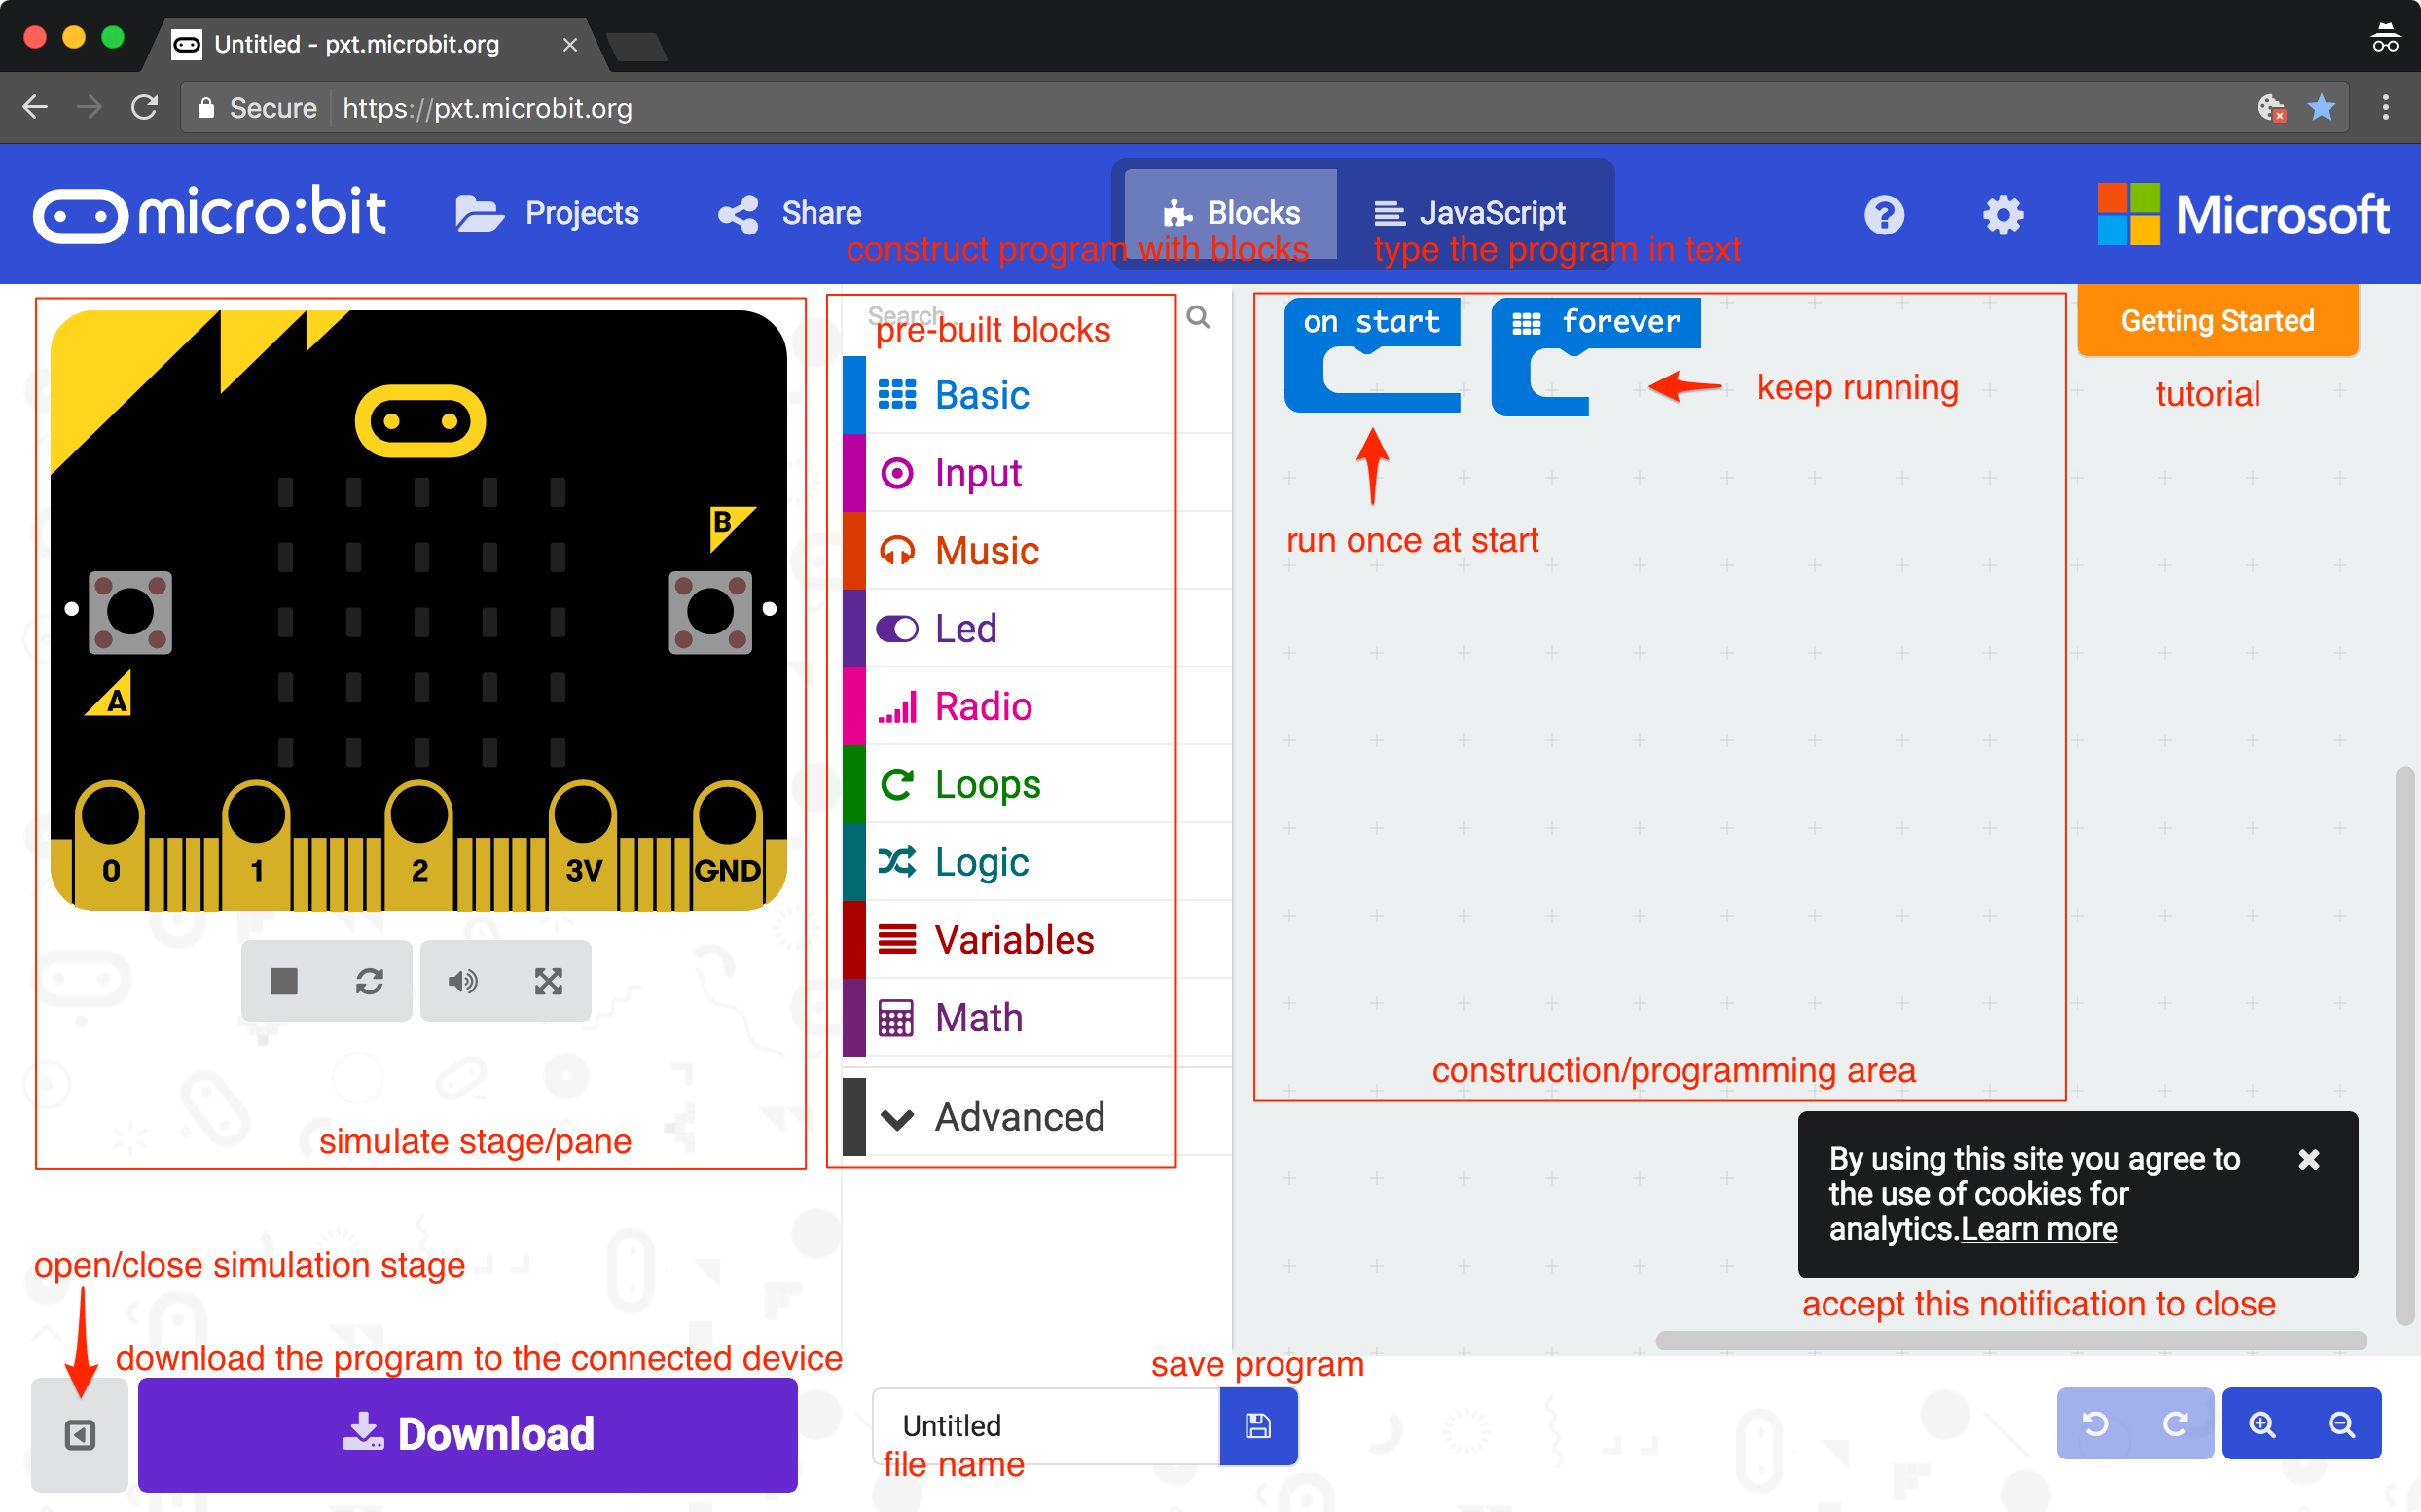 Untitled - pxt.microbit.org
Secure https://pxt.microbit.org
micro:bit Projects Share Blocks JavaScript Microsoft
construct program with blocks type the program in text
Search...
pre-built blocks
on start forever
Getting Started
Basic
keep running
tutorial
Input
B
Music
run once at start
Led
A
Radio
Loops
0 1 2 3V GND
Logic
Variables
Math
construction/programming area
Advanced
simulate stage/pane
By using this site you agree to
the use of cookies for
analytics.Learn more
open/close simulation stage
accept this notification to close
download the program to the connected device
save program
Download
Untitled
file name